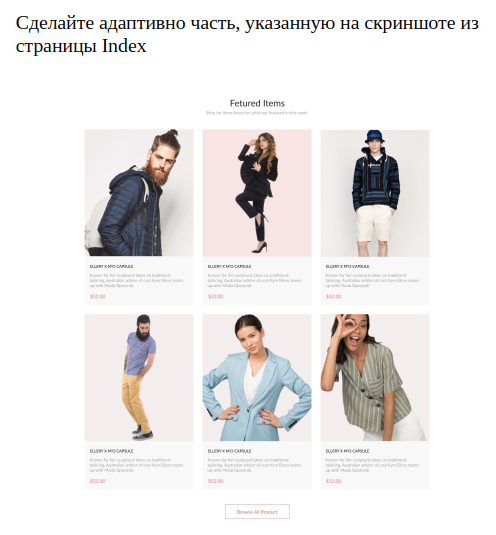 Сделайте адаптивно часть, указанную на скриншоте из
страницы Index
Fetured Items
Shop for items based on what we featured in this week
ELLERY X M'O CAPSULE
Known for her sculptural takes on traditional
tailoring, Australian arbiter of cool Kym Ellery teams
up with Moda Operandi.
$52.00
ELLERY X M'O CAPSULE
Known for her sculptural takes on traditional
tailoring, Australian arbiter of cool Kym Ellery teams
up with Moda Operandi.
$52.00
ELLERY X M'O CAPSULE
Known for her sculptural takes on traditional
tailoring, Australian arbiter of cool Kym Ellery teams
up with Moda Operandi.
$52.00
ELLERY X M'O CAPSULE
Known for her sculptural takes on traditional
tailoring, Australian arbiter of cool Kym Ellery teams
up with Moda Operandi.
$52.00
ELLERY X M'O CAPSULE
Known for her sculptural takes on traditional
tailoring, Australian arbiter of cool Kym Ellery teams
up with Moda Operandi.
$52.00
ELLERY X M'O CAPSULE
Known for her sculptural takes on traditional
tailoring, Australian arbiter of cool Kym Ellery teams
up with Moda Operandi.
$52.00
Browse All Product